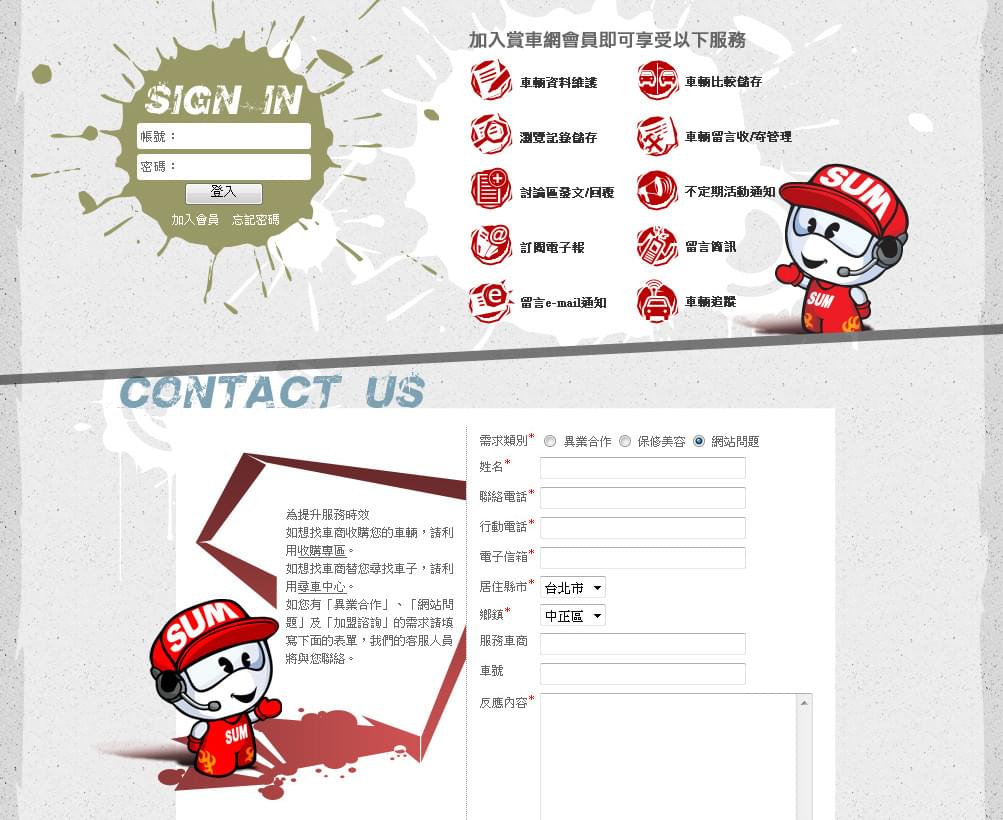 SIGN IN
帳號：
密碼：
登入
加入會員 忘記密碼
加入賞車網會員即可享受以下服務
車輛資料維護 車輛比較儲存
瀏覽記錄儲存 車輛留言收/寄管理
討論區發文/回覆 不定期活動通知
訂閱電子報 留言簡訊
留言e-mail通知 車輛追蹤
SUM
SUM
CONTACT US
為提升服務時效
如想找車商收購您的車輛，請利
用收購專區。
如想找車商替您尋找車子，請利
用尋車中心。
如您有「異業合作」、「網站問
題」及「加盟諮詢」的需求請填
寫下面的表單，我們的客服人員
將與您聯絡。
SUM
SUM
需求類別* 異業合作 保修美容 網站問題
姓名*
聯絡電話*
行動電話*
電子信箱*
居住縣市* 台北市
鄉鎮* 中正區
服務車商
車號
反應內容*